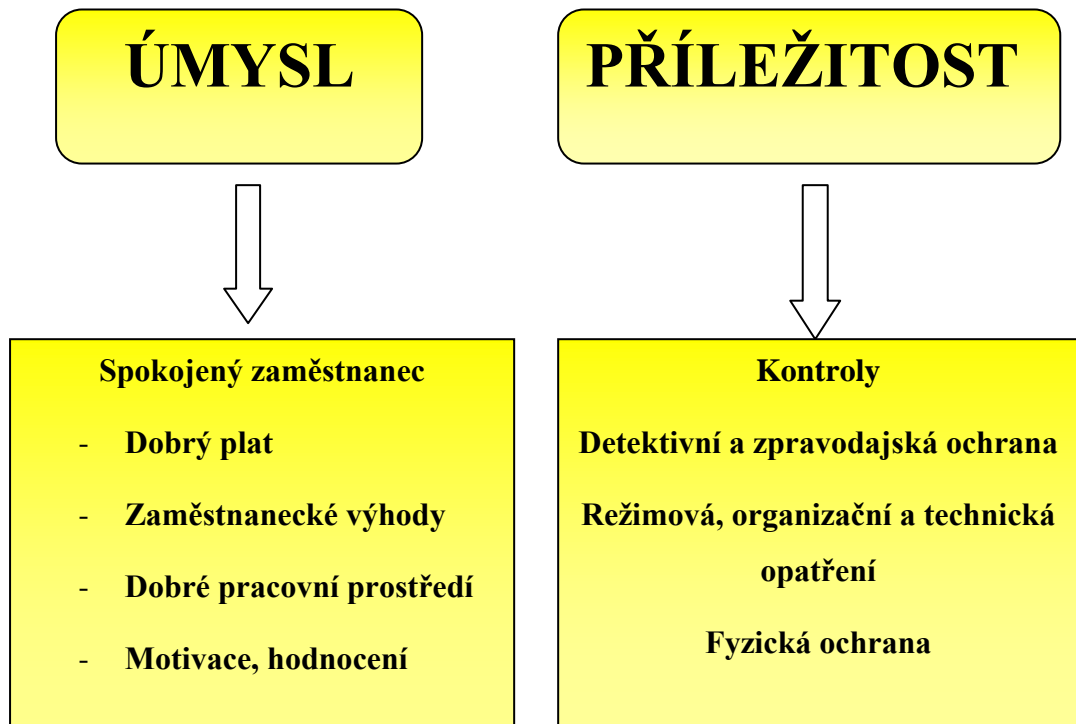 ÚMYSL
PŘÍLEŽITOST
Spokojený zaměstnanec
- Dobrý plat
- Zaměstnanecké výhody
- Dobré pracovní prostředí
- Motivace, hodnocení
Kontroly
Detektivní a zpravodajská ochrana
Režimová, organizační a technická
opatření
Fyzická ochrana